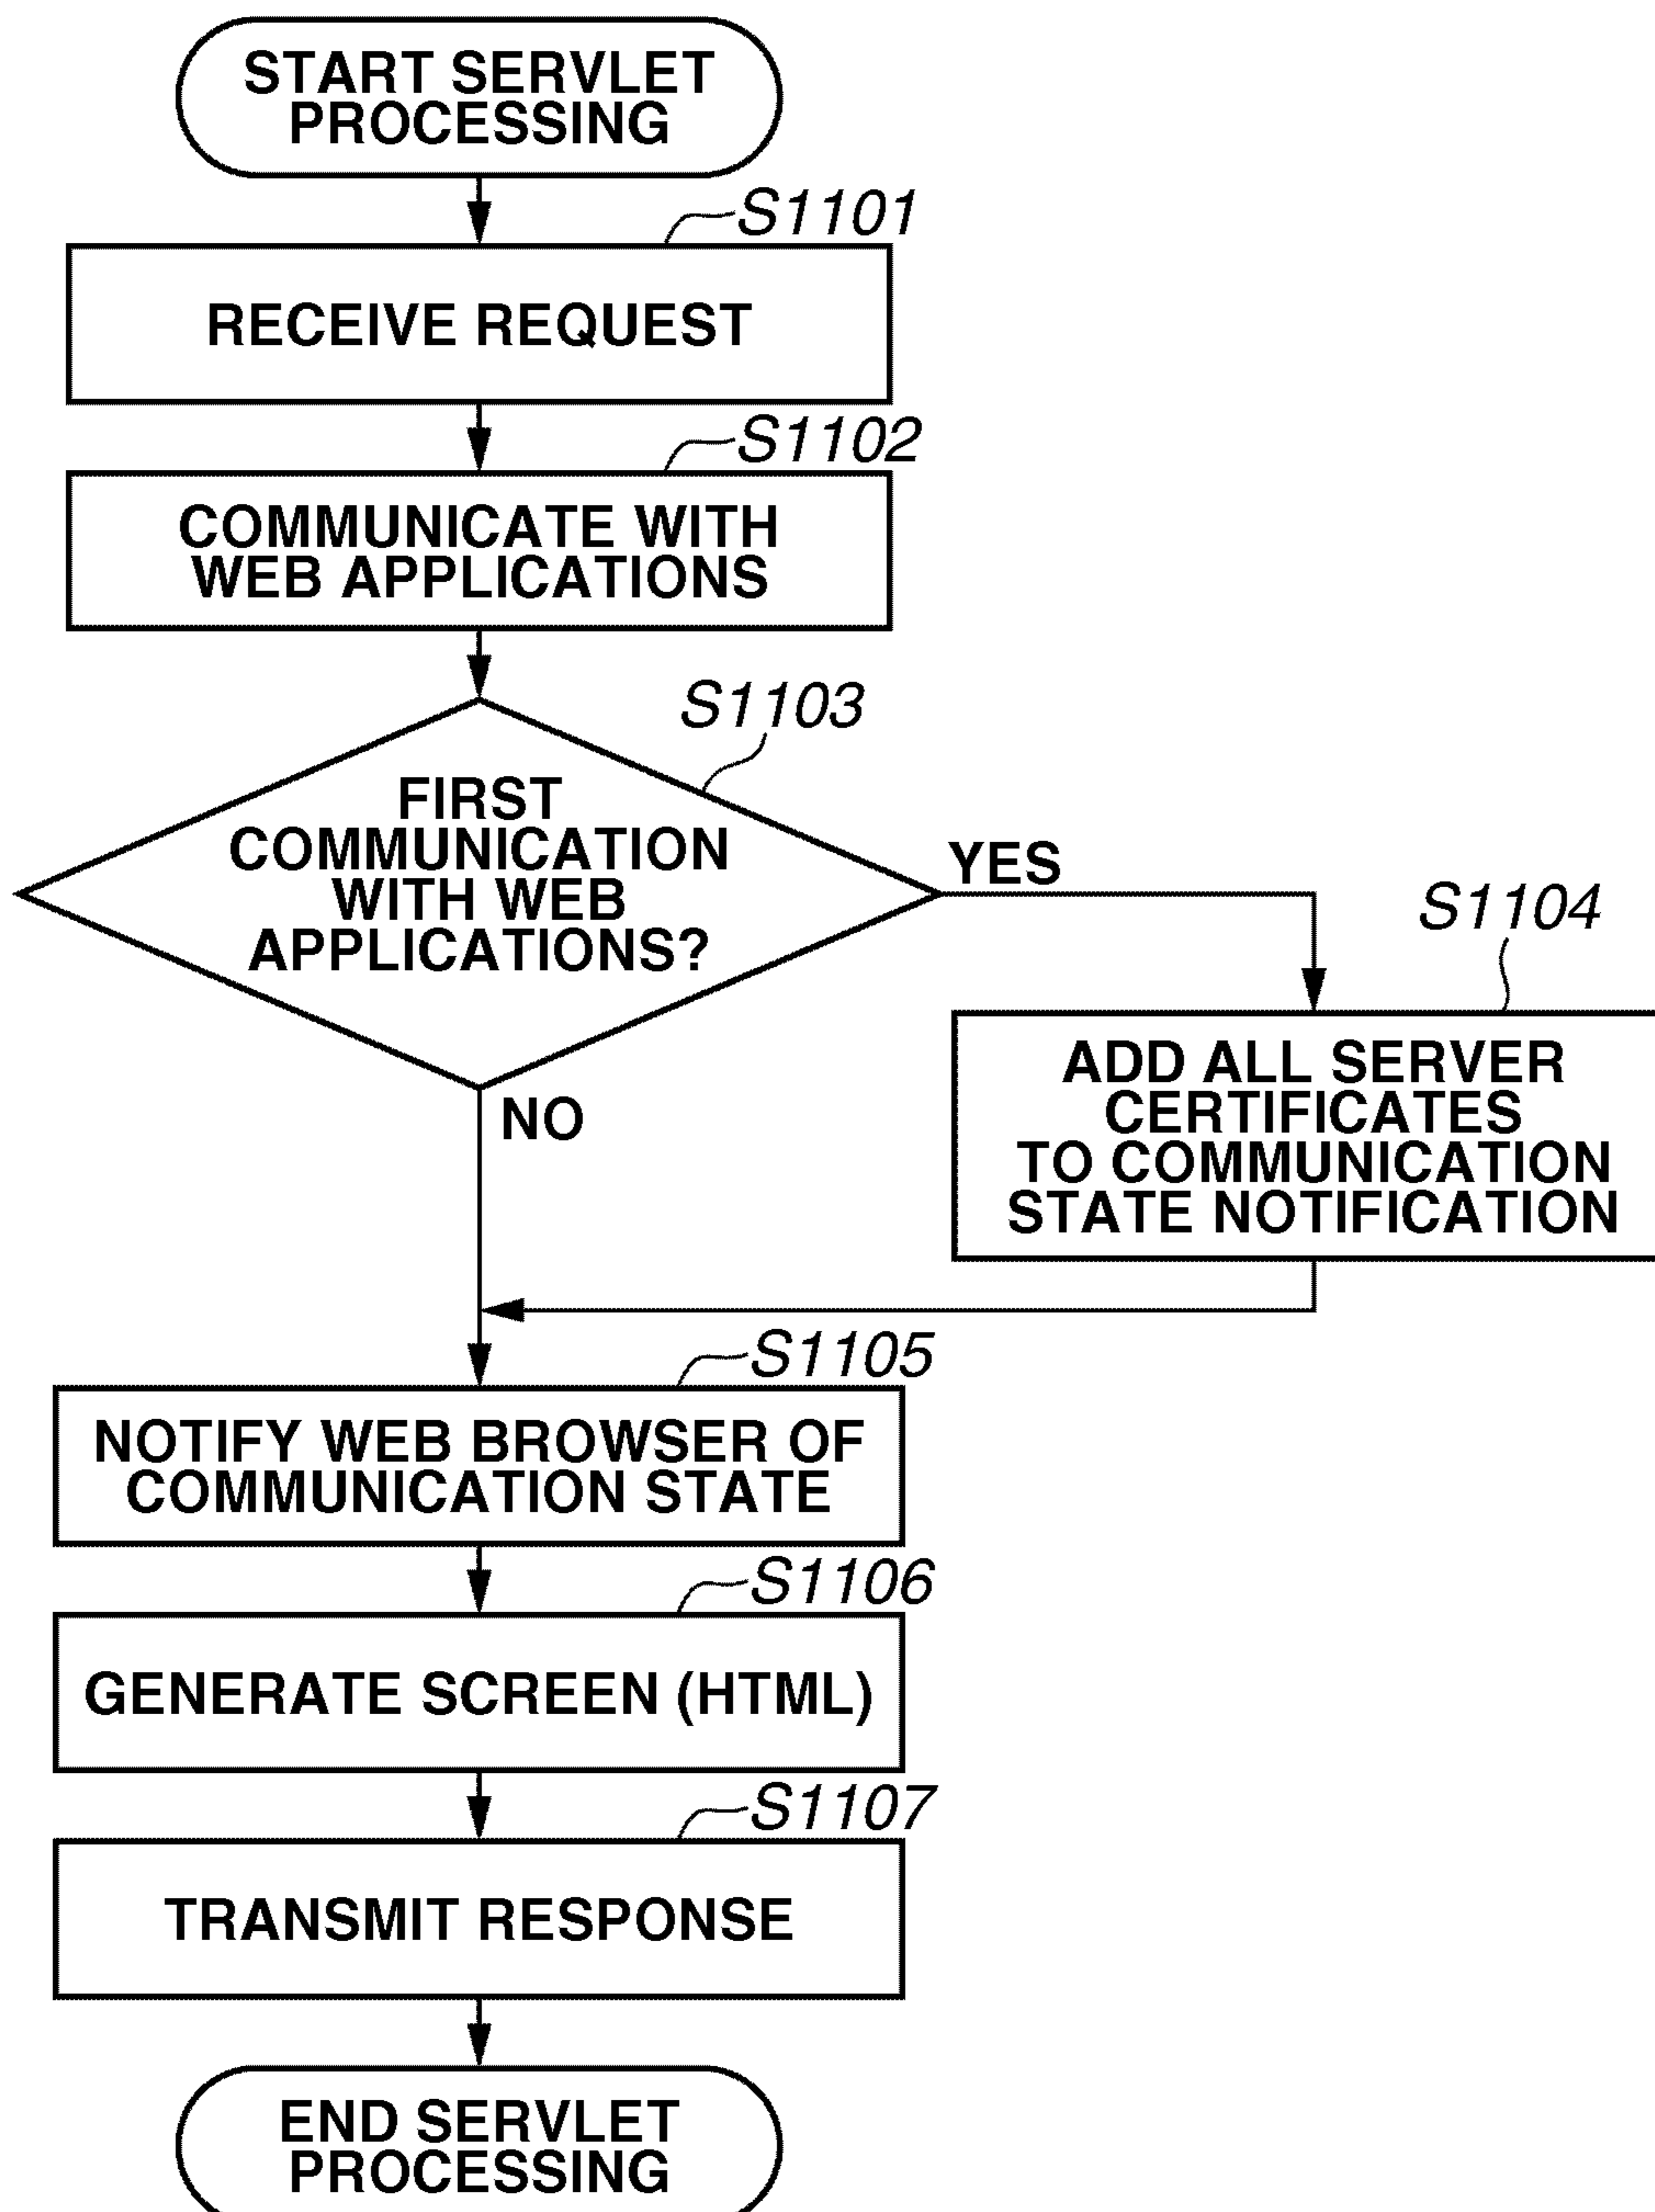 START SERVLET
PROCESSING
S1101
RECEIVE REQUEST
S1102
COMMUNICATE WITH
WEB APPLICATIONS
S1103
FIRST
COMMUNICATION
WITH WEB
APPLICATIONS?
YES
S1104
ADD ALL SERVER
CERTIFICATES
TO COMMUNICATION
STATE NOTIFICATION
NO
S1105
NOTIFY WEB BROWSER OF
COMMUNICATION STATE
S1106
GENERATE SCREEN (HTML)
S1107
TRANSMIT RESPONSE
END SERVLET
PROCESSING